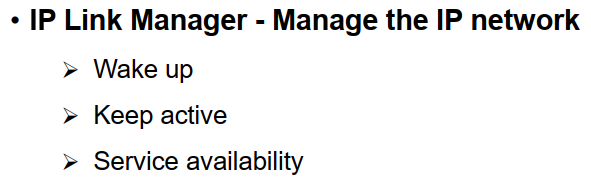 • IP Link Manager - Manage the IP network
➢ Wake up
➢ Keep active
➢ Service availability